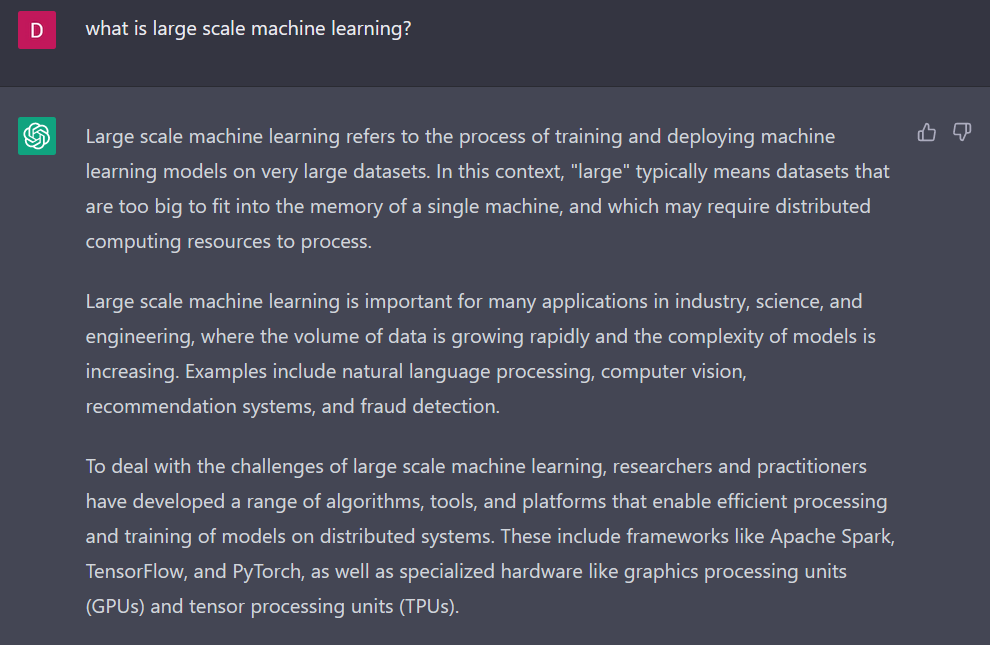 D
what is large scale machine learning?
Large scale machine learning refers to the process of training and deploying machine
learning models on very large datasets. In this context, "large" typically means datasets that
are too big to fit into the memory of a single machine, and which may require distributed
computing resources to process.
Large scale machine learning is important for many applications in industry, science, and
engineering, where the volume of data is growing rapidly and the complexity of models is
increasing. Examples include natural language processing, computer vision,
recommendation systems, and fraud detection.
To deal with the challenges of large scale machine learning, researchers and practitioners
have developed a range of algorithms, tools, and platforms that enable efficient processing
and training of models on distributed systems. These include frameworks like Apache Spark,
TensorFlow, and PyTorch, as well as specialized hardware like graphics processing units
(GPUs) and tensor processing units (TPUs).